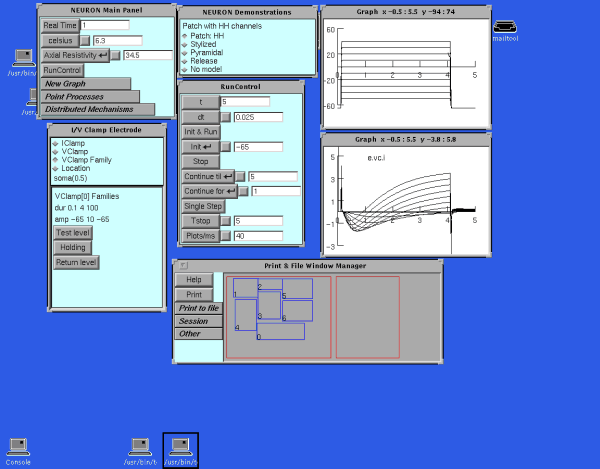 NEURON Main Panel
Real Time 1
celsius 6.3
Axial Resistivity 34.5
RunControl
New Graph
Point Processes
Distributed Mechanisms
NEURON Demonstrations
Patch with HH channels
Patch: HH
Stylized
Pyramidal
Release
No model
Graph x -0.5 : 5.5 y -94 : 74
60
20
0 1 2 3 4 5
-20
-60
mailtool
/usr/bin/
/us
I/V Clamp Electrode
IClamp
VClamp
VClamp Family
Location
soma(0.5)
VClamp[0] Families
dur 0.1 4 100
amp -65 10 -65
Test level
Holding
Return level
RunControl
t 5
dt 0.025
Init & Run
Init -65
Stop
Continue til 5
Continue for 1
Single Step
Tstop 5
Plots/ms 40
Graph x -0.5 : 5.5 y -3.8 : 5.8
5
e.vc.i
3
1
0 1 2 3 4 5
-1
-3
Print & File Window Manager
Help
Print
Print to file
Session
Other
1
2
5
3
6
4
0
Console
/usr/bin/t
/usr/bin/t